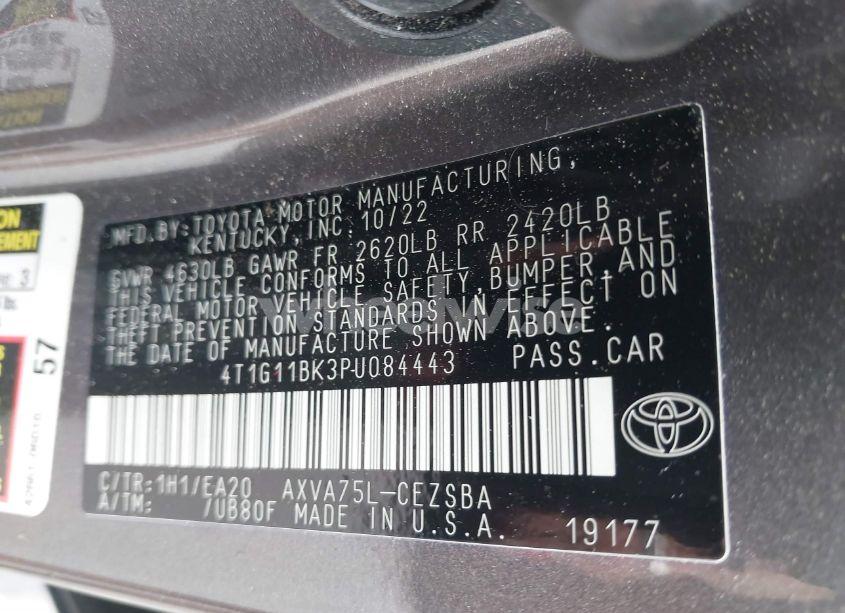 MFD.BY:TOYOTA MOTOR MANUFACTURING,
KENTUCKY, INC. 10/22
GVWR 4630LB GAWR FR 2620LB RR 2420LB
THIS VEHICLE CONFORMS TO ALL APPLICABLE
FEDERAL MOTOR VEHICLE SAFETY,BUMPER,AND
THEFT PREVENTION STANDARDS IN EFFECT ON
THE DATE OF MANUFACTURE SHOWN ABOVE.
4T1G11BK3PU084443 PASS.CAR
C/TR:1H1/EA20 AXVA75L-CEZSBA
A/TM: /UB80F MADE IN U.S.A.
19177
57